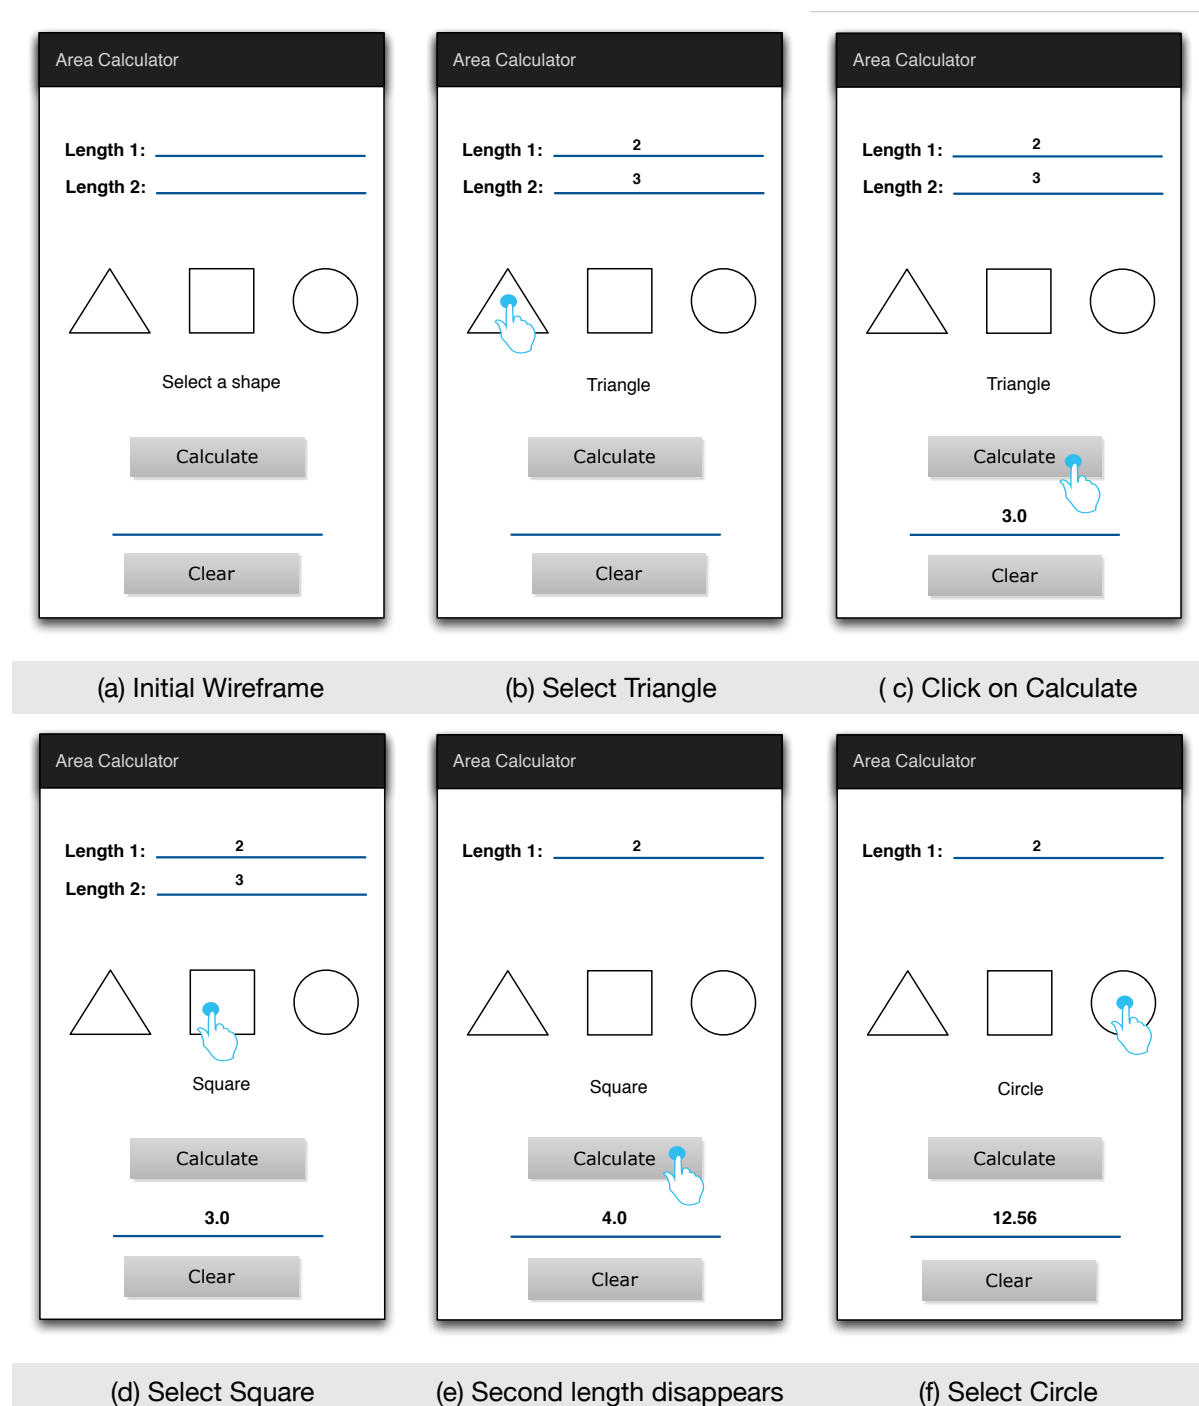 Area Calculator
Length 1:
Length 2:
Select a shape
Calculate
Clear
(a) Initial Wireframe
Area Calculator
Length 1: 2
Length 2: 3
Triangle
Calculate
Clear
(b) Select Triangle
Area Calculator
Length 1: 2
Length 2: 3
Triangle
Calculate
3.0
Clear
( c) Click on Calculate
Area Calculator
Length 1: 2
Length 2: 3
Square
Calculate
3.0
Clear
(d) Select Square
Area Calculator
Length 1: 2
Square
Calculate
4.0
Clear
(e) Second length disappears
Area Calculator
Length 1: 2
Circle
Calculate
12.56
Clear
(f) Select Circle